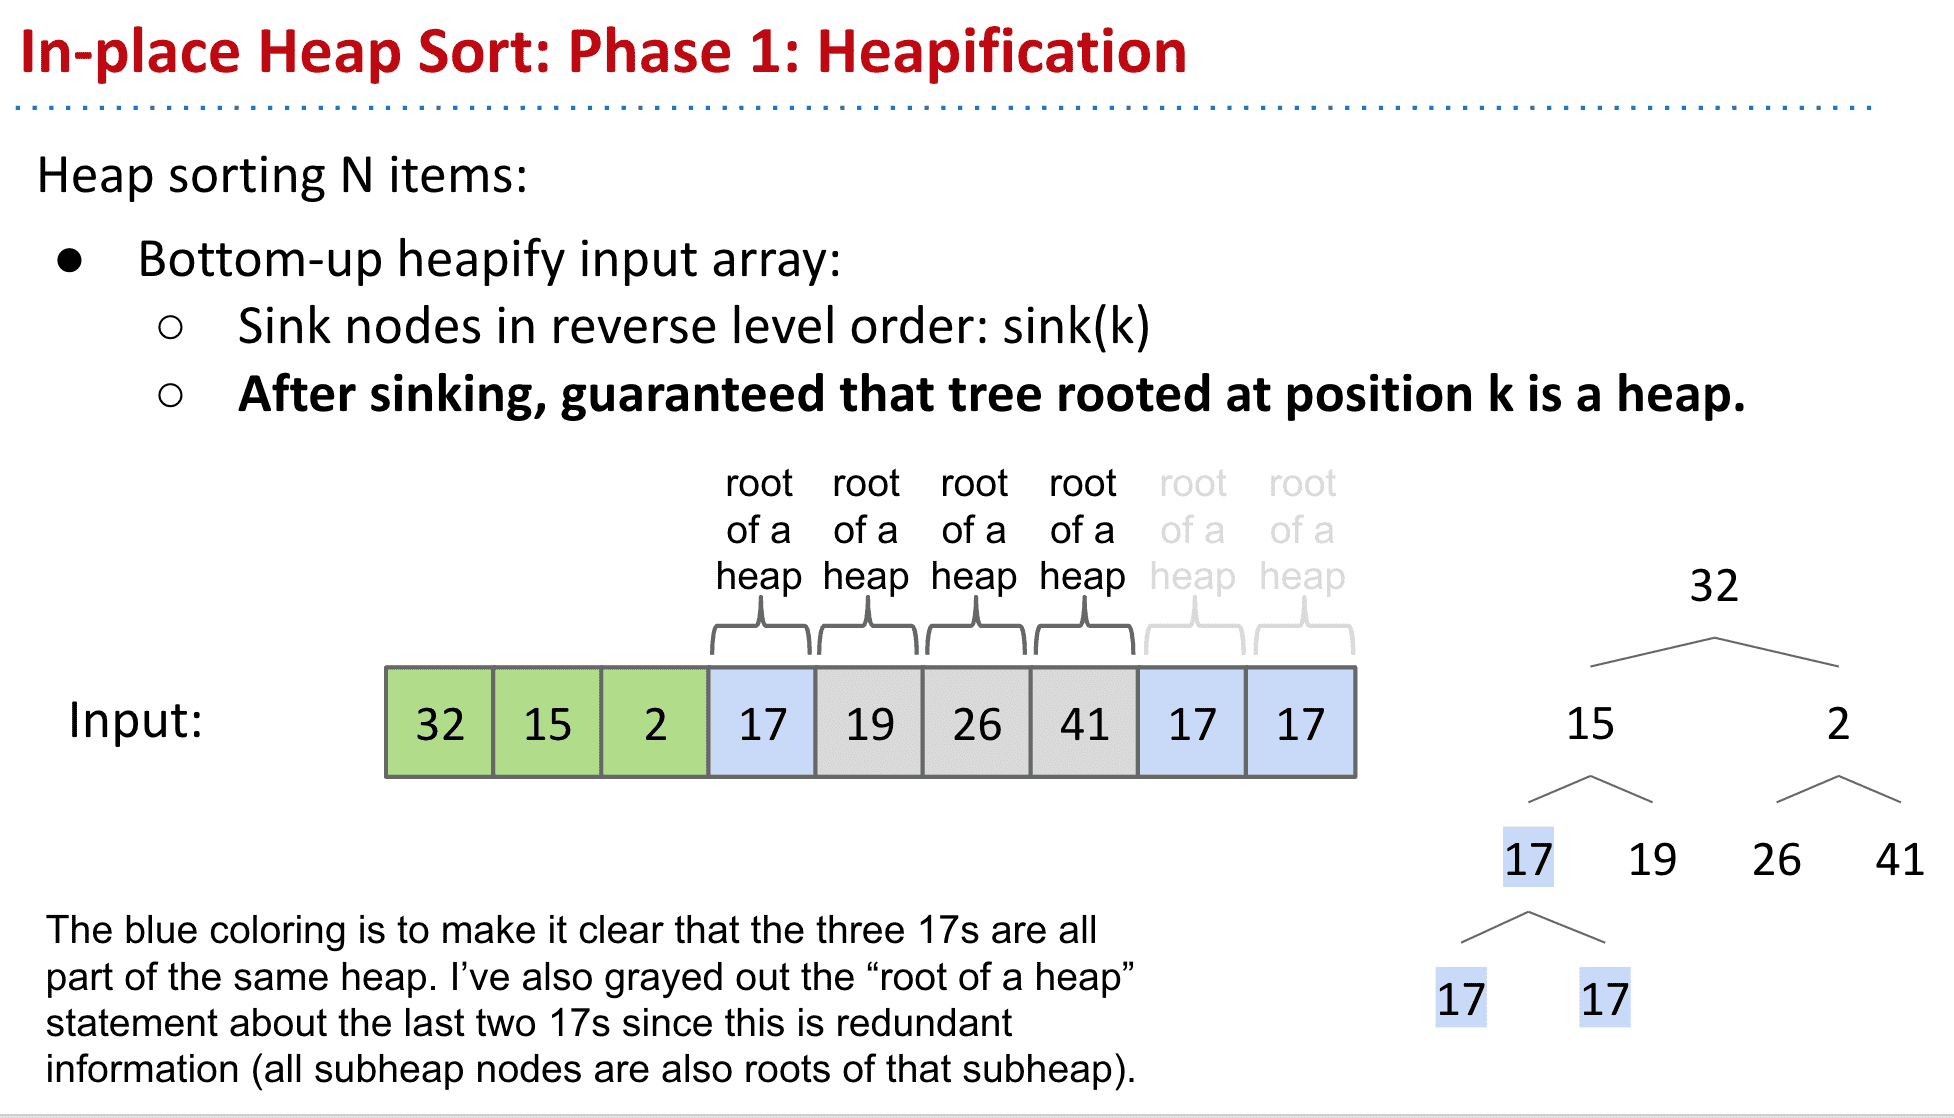 In-place Heap Sort: Phase 1: Heapification
Heap sorting N items:
● Bottom-up heapify input array:
○ Sink nodes in reverse level order: sink(k)
○ After sinking, guaranteed that tree rooted at position k is a heap.
root root root root root root
of a of a of a of a of a of a
heap heap heap heap heap heap
Input: 32 15 2 17 19 26 41 17 17
32
15 2
17 19 26 41
17 17
The blue coloring is to make it clear that the three 17s are all
part of the same heap. I’ve also grayed out the “root of a heap”
statement about the last two 17s since this is redundant
information (all subheap nodes are also roots of that subheap).